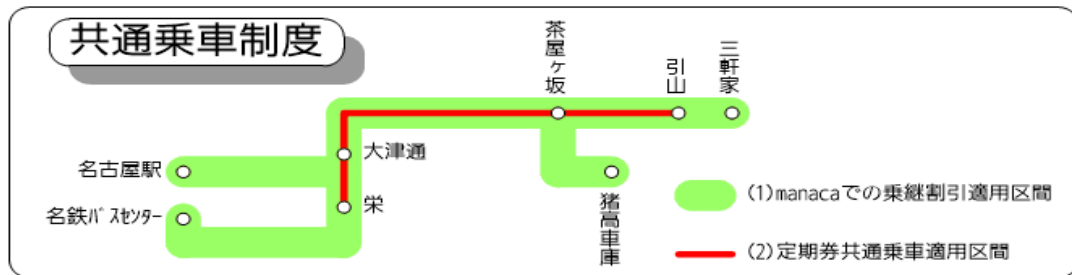 共通乗車制度
茶屋ヶ坂
引山
三軒家
大津通
名古屋駅
栄
名鉄バスセンター
猪高車庫
(1)manacaでの乗継割引適用区間
(2)定期券共通乗車適用区間